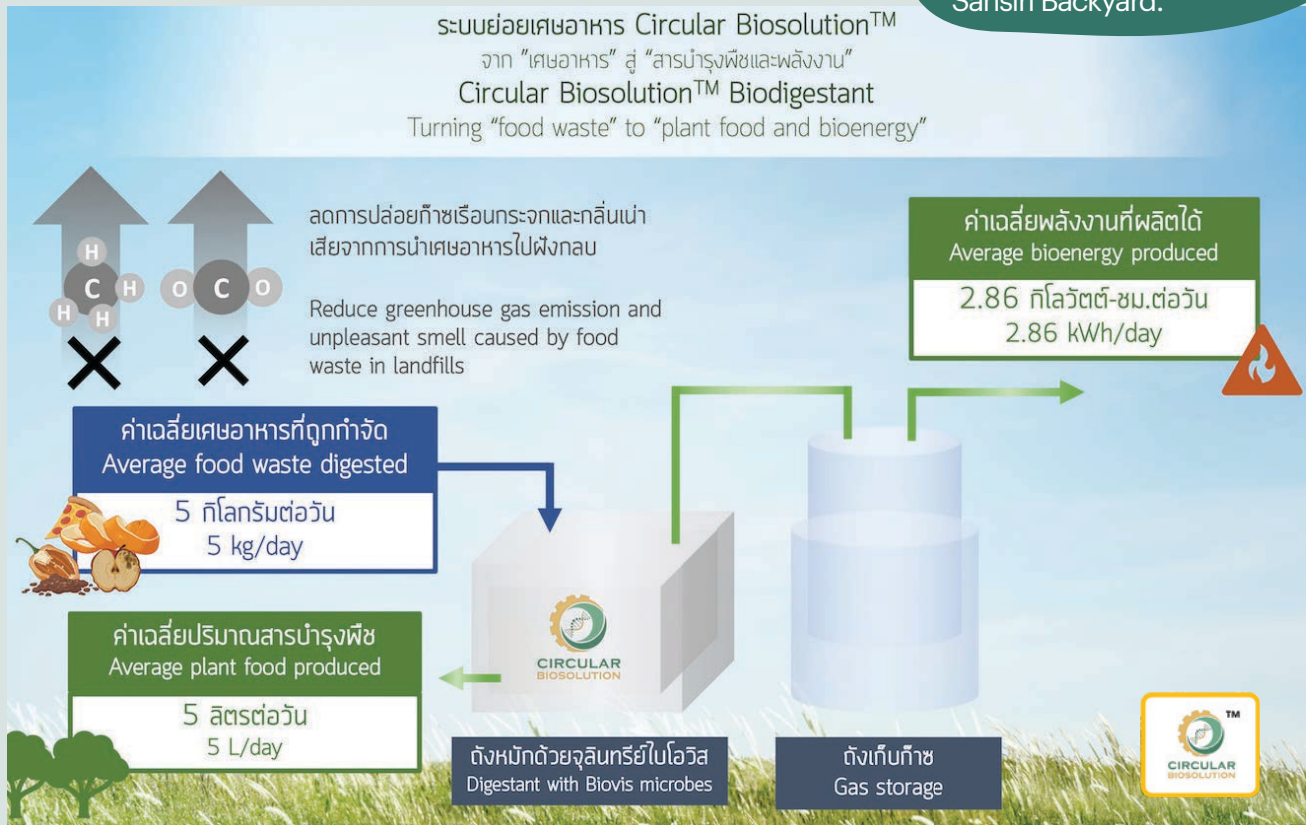 Sansiri Backyard.
ระบบย่อยเศษอาหาร Circular Biosolution™
จาก "เศษอาหาร" สู่ "สารบำรุงพืชและพลังงาน"
Circular Biosolution™ Biodigestant
Turning "food waste" to "plant food and bioenergy"
H
C
H
H
H
O
C
O
ลดการปล่อยก๊าซเรือนกระจกและกลิ่นเน่า
เสียจากการนำเศษอาหารไปฝังกลบ
Reduce greenhouse gas emission and
unpleasant smell caused by food
waste in landfills
ค่าเฉลี่ยพลังงานที่ผลิตได้
Average bioenergy produced
2.86 กิโลวัตต์-ชม.ต่อวัน
2.86 kWh/day
ค่าเฉลี่ยเศษอาหารที่ถูกกำจัด
Average food waste digested
5 กิโลกรัมต่อวัน
5 kg/day
CIRCULAR
BIOSOLUTION
ค่าเฉลี่ยปริมาณสารบำรุงพืช
Average plant food produced
5 ลิตรต่อวัน
5 L/day
ถังหมักด้วยจุลินทรีย์ไบโอวิส
Digestant with Biovis microbes
ถังเก็บก๊าซ
Gas storage
TM
CIRCULAR
BIOSOLUTION